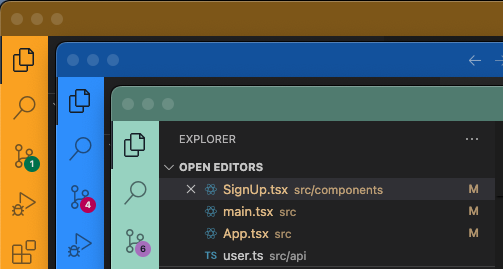 1
4
EXPLORER
OPEN EDITORS
SignUp.tsx src/components M
main.tsx src M
App.tsx src M
6
TS user.ts src/api